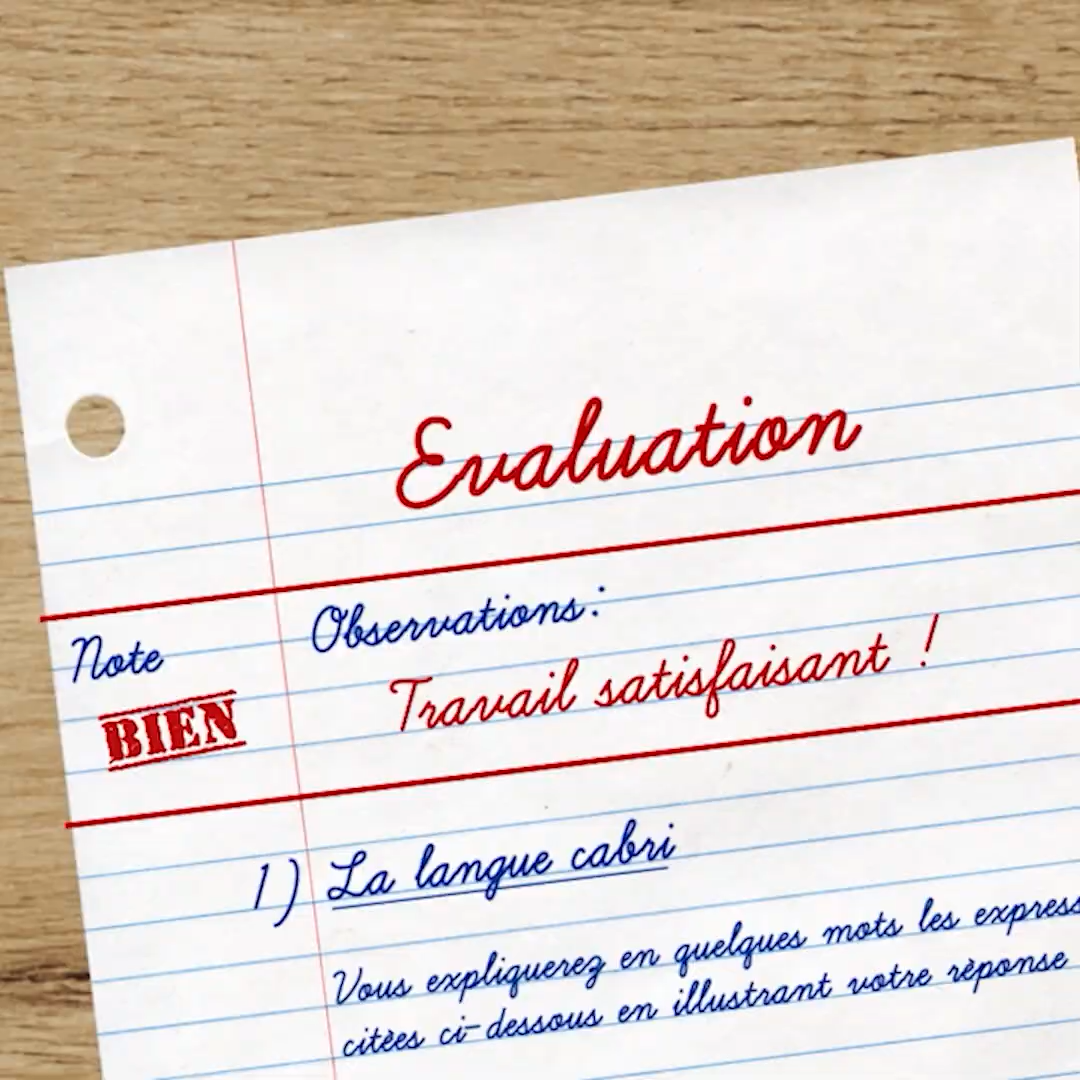 Evaluation
Note
Observations :
BIEN
Travail satisfaisant !
1) La langue cabri
Vous expliquerez en quelques mots les
citées ci-dessous en illustrant votre réponse